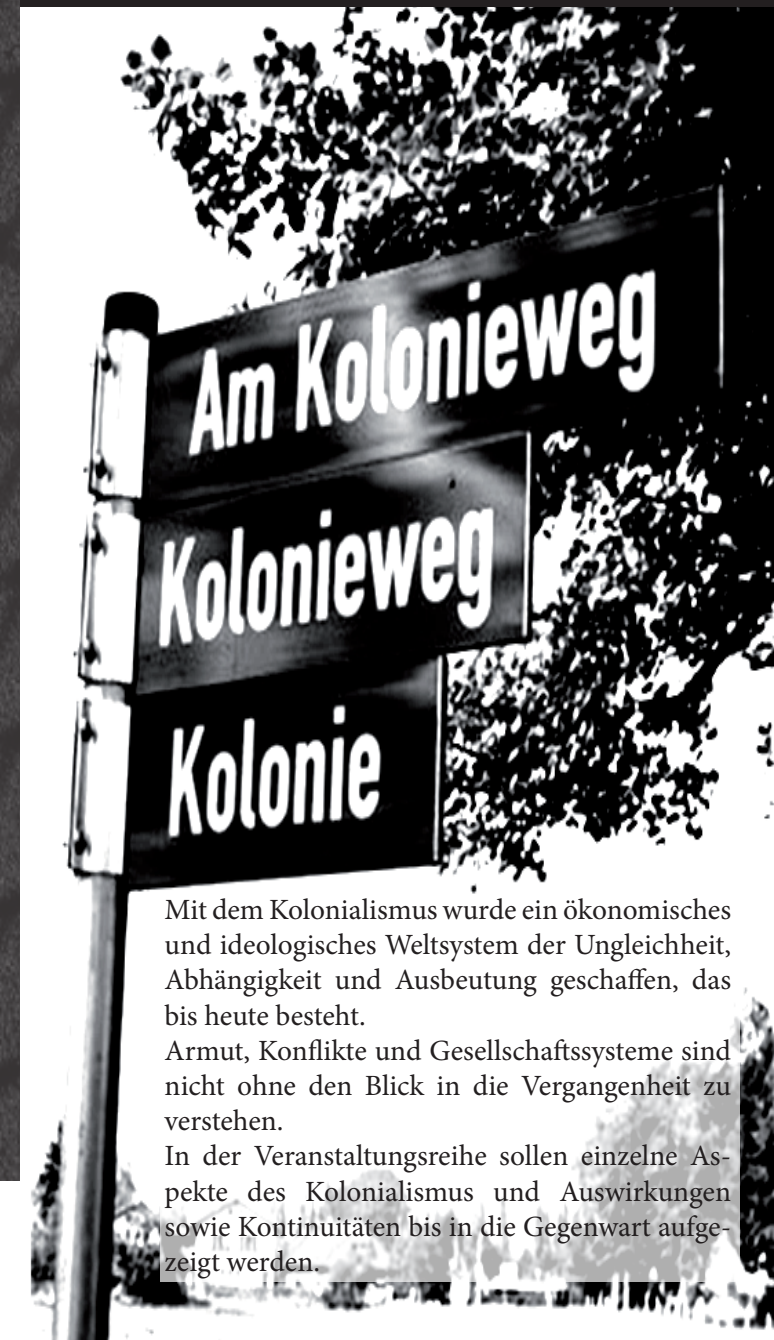 Am Kolonieweg
Kolonieweg
Kolonie
Mit dem Kolonialismus wurde ein ökonomisches
und ideologisches Weltsystem der Ungleichheit,
Abhängigkeit und Ausbeutung geschaffen, das
bis heute besteht.
Armut, Konflikte und Gesellschaftssysteme sind
nicht ohne den Blick in die Vergangenheit zu
verstehen.
In der Veranstaltungsreihe sollen einzelne As-
pekte des Kolonialismus und Auswirkungen
sowie Kontinuitäten bis in die Gegenwart aufge-
zeigt werden.